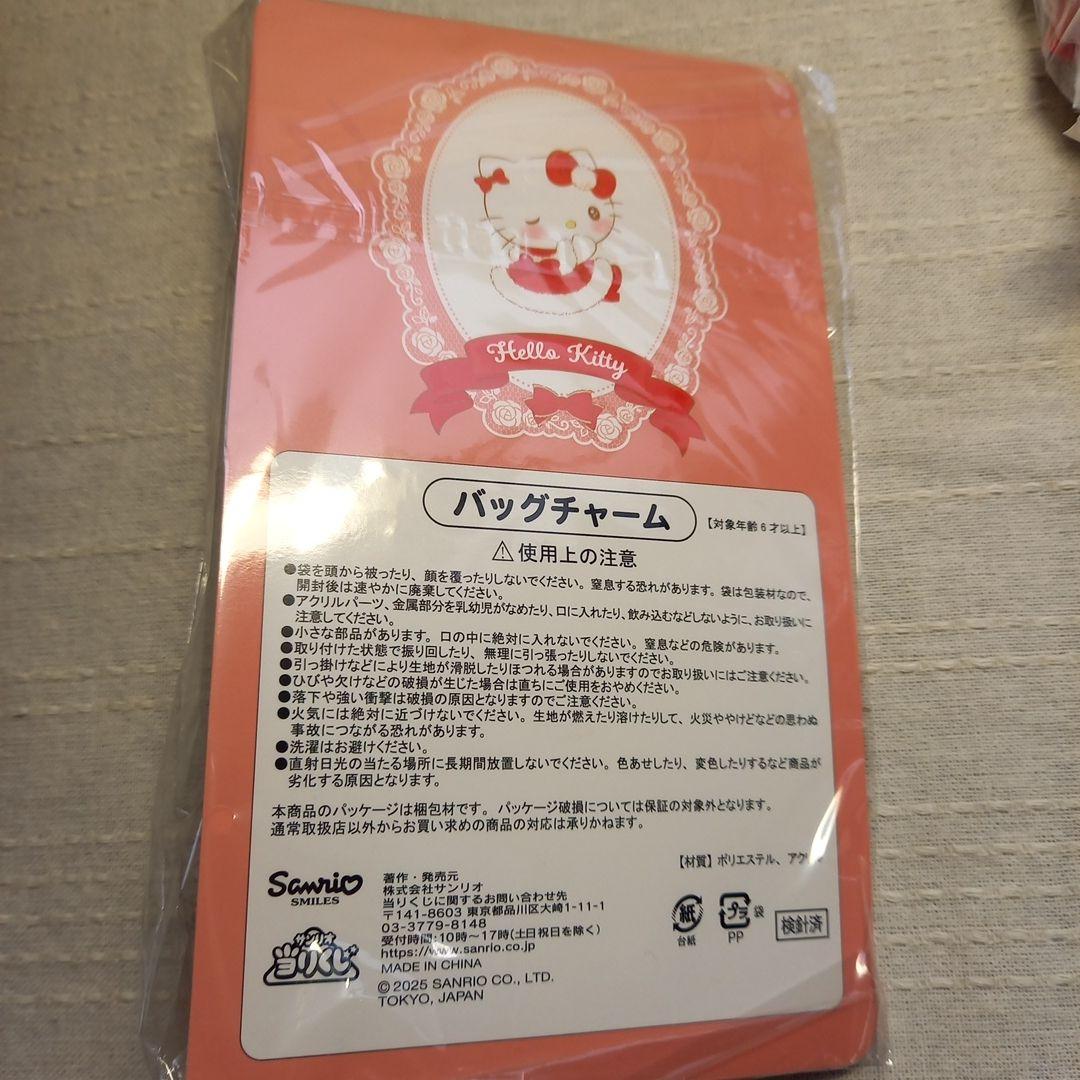 Hello Kitty
バッグチャーム
【対象年齢6才以上】
⚠使用上の注意
●袋を頭から被ったり、顔を覆ったりしないでください。窒息する恐れがあります。袋は包装材なので、
開封後は速やかに廃棄してください。
●アクリルパーツ、金属部分を乳幼児がなめたり、口に入れたり、飲み込むなどしないように、お取り扱いに
注意してください。
●小さな部品があります。口の中に絶対に入れないでください。窒息などの危険があります。
●取り付けた状態で振り回したり、無理に引っ張ったりしないでください。
●引っ掛けなどにより生地が滑脱したりほつれる場合がありますのでお取り扱いにはご注意ください。
●ひびや欠けなどの破損が生じた場合は直ちにご使用をおやめください。
●落下や強い衝撃は破損の原因となりますのでご注意ください。
●火気には絶対に近づけないでください。生地が燃えたり溶けたりして、火災ややけどなどの思わぬ
事故につながる恐れがあります。
●洗濯はお避けください。
●直射日光の当たる場所に長期間放置しないでください。色あせしたり、変色したりするなど商品が
劣化する原因となります。
本商品のパッケージは梱包材です。パッケージ破損については保証の対象外となります。
通常取扱店以外からお買い求めの商品の対応は承りかねます。
【材質】ポリエステル、
Sanrio
SMILES
サンリオ
当りくじ
著作・発売元
株式会社サンリオ
当りくじに関するお問い合わせ先
〒141-8603 東京都品川区大崎1-11-1
03-3779-8148
受付時間:10時～17時(土日祝日を除く)
https://www.sanrio.co.jp
MADE IN CHINA
© 2025 SANRIO CO., LTD.
TOKYO, JAPAN
紙
台紙
プラ
袋
PP
検針済